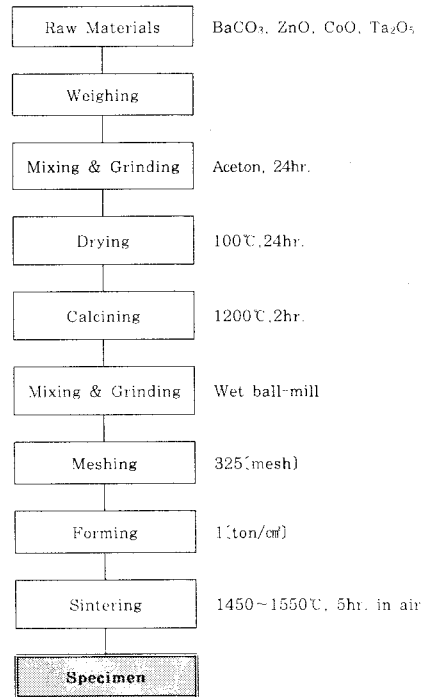 Raw Materials BaCO₃, ZnO, CoO, Ta₂O₅
Weighing
Mixing & Grinding Aceton, 24hr.
Drying 100℃,24hr.
Calcining 1200℃,2hr.
Mixing & Grinding Wet ball-mill
Meshing 325[mesh]
Forming 1[ton/㎠]
Sintering 1450~1550℃, 5hr. in air
Specimen